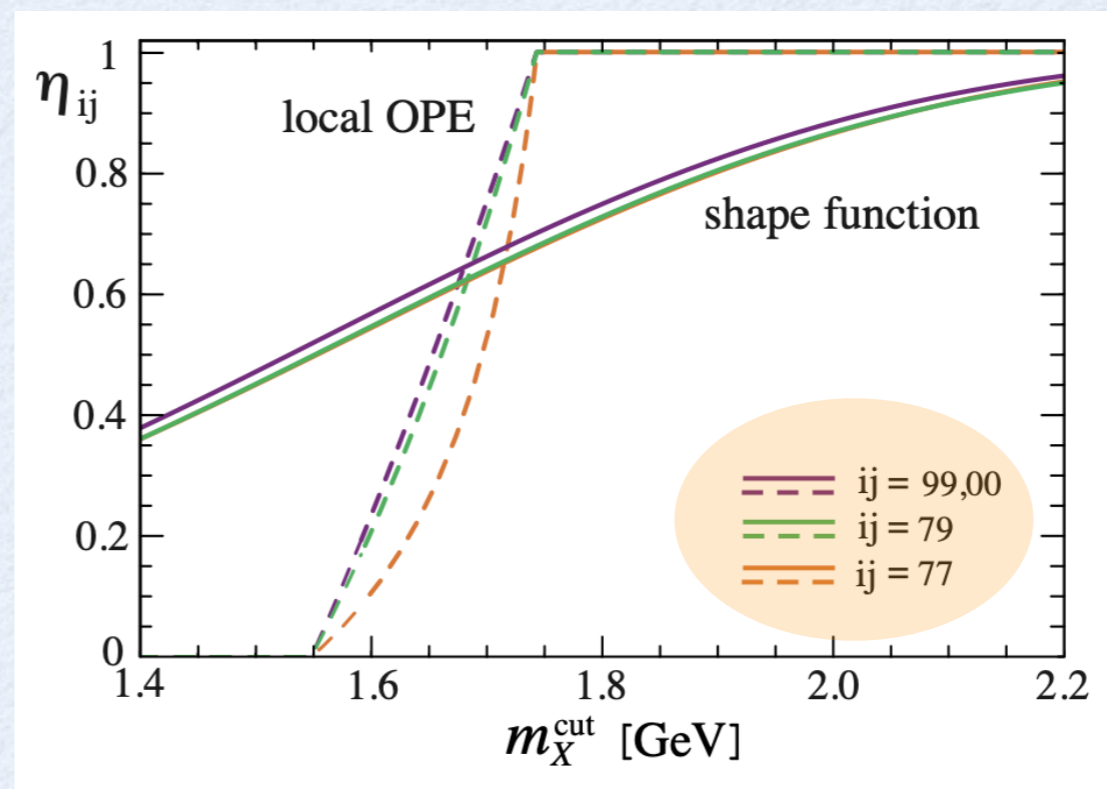 1
η ij
local OPE
0.8
shape function
0.6
0.4
ij = 99,00
ij = 79
0.2
ij = 77
0
1.4 1.6 1.8 2.0 2.2
m_X^cut [GeV]